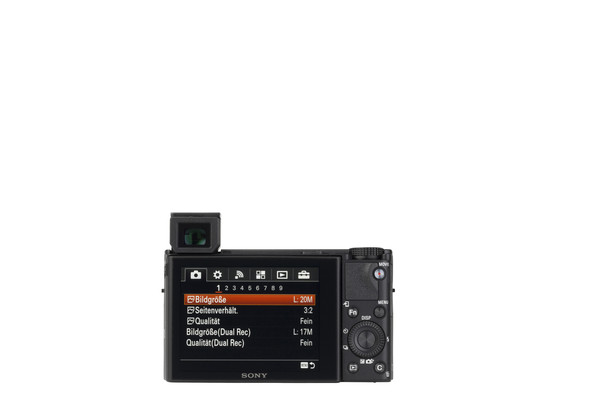 MOVIE
1 2 3 4 5 6 7 8 9
Bildgröße L: 20M
Seitenverhält. 3:2
Qualität Fein
Bildgröße(Dual Rec) L: 17M
Qualität(Dual Rec) Fein
MENU
Fn
DISP
C
SONY